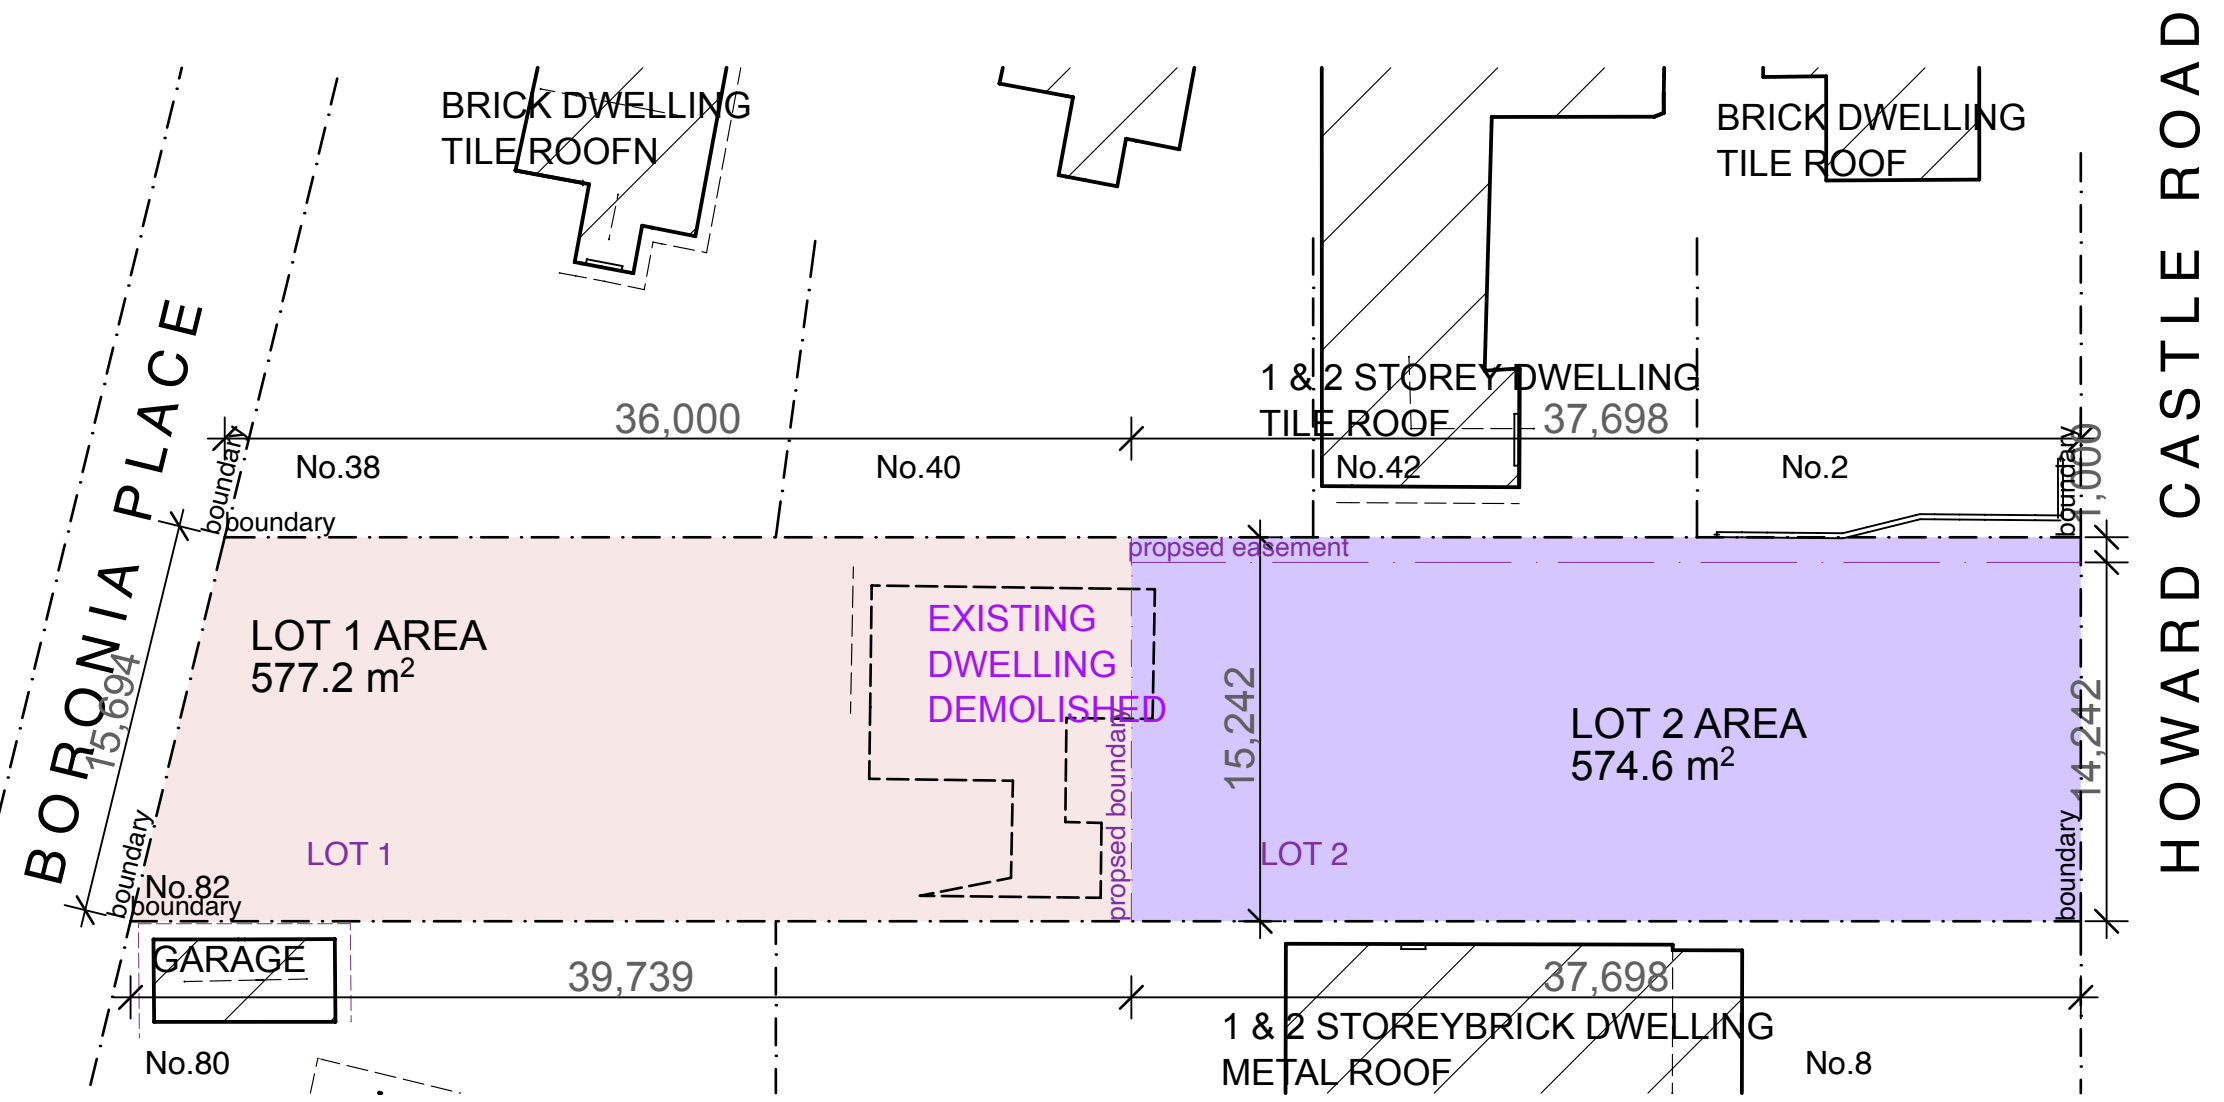 BRICK DWELLING
TILE ROOFN
BRICK DWELLING
TILE ROOF
HOWARD CASTLE ROAD
BORONIA PLACE
1 & 2 STOREY DWELLING
TILE ROOF
36,000
37,698
1,000
No.38
No.40
No.42
No.2
boundary
boundary
boundary
propsed easement
EXISTING
DWELLING
DEMOLISHED
LOT 1 AREA
577.2 m²
15,694
15,242
14,242
LOT 2 AREA
574.6 m²
propsed boundary
LOT 1
LOT 2
boundary
boundary
No.82
boundary
GARAGE
39,739
37,698
1 & 2 STOREYBRICK DWELLING
METAL ROOF
No.80
No.8